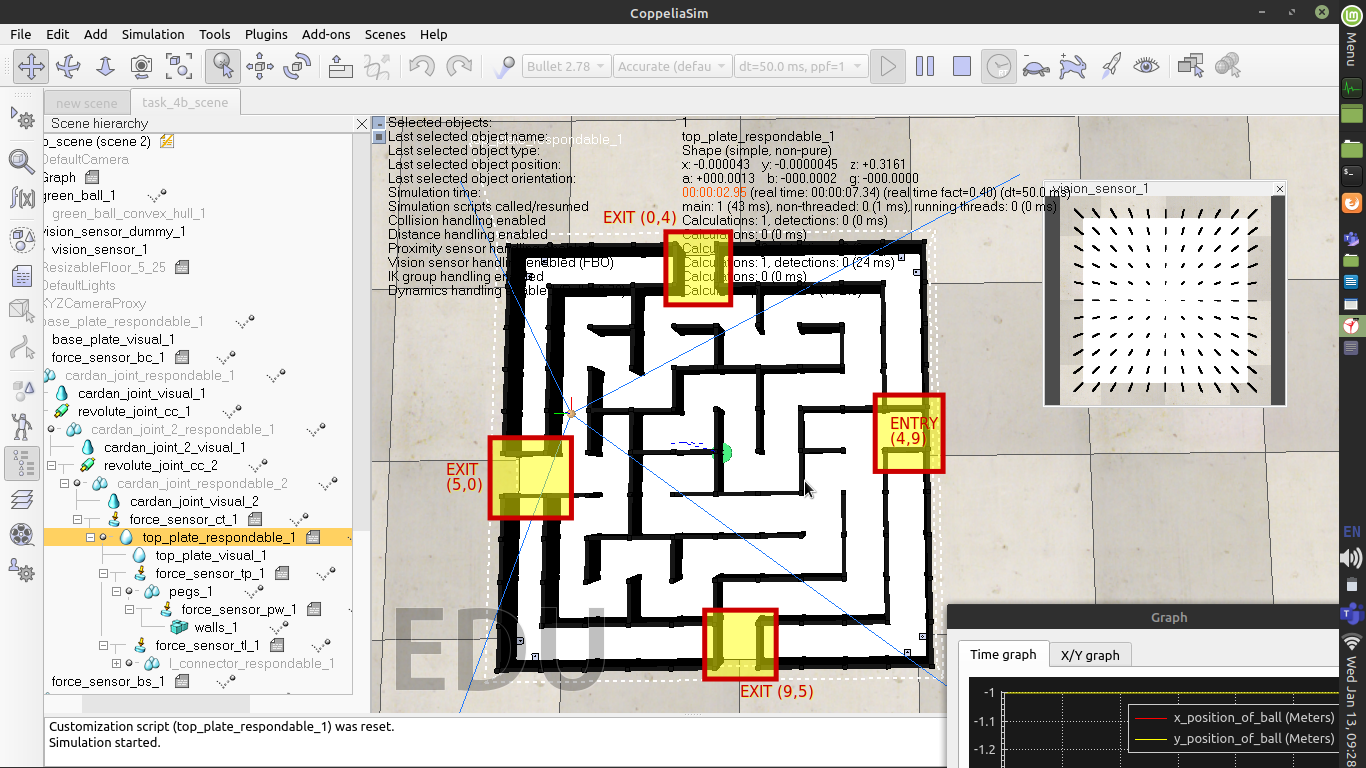 CoppeliaSim
File Edit Add Simulation Tools Plugins Add-ons Scenes Help
Menu
Bullet 2.78
Accurate (defau
dt=50.0 ms, ppf=1
new scene
task_4b_scene
Scene hierarchy
p_scene (scene 2)
DefaultCamera
Graph
green_ball_1
green_ball_convex_hull_1
vision_sensor_dummy_1
vision_sensor_1
ResizableFloor_5_25
DefaultLights
XYZCameraProxy
base_plate_respondable_1
base_plate_visual_1
force_sensor_bc_1
cardan_joint_respondable_1
cardan_joint_visual_1
revolute_joint_cc_1
cardan_joint_2_respondable_1
cardan_joint_2_visual_1
revolute_joint_cc_2
cardan_joint_respondable_2
cardan_joint_visual_2
force_sensor_ct_1
top_plate_respondable_1
top_plate_visual_1
force_sensor_tp_1
pegs_1
force_sensor_pw_1
walls_1
force_sensor_tl_1
l_connector_respondable_1
force_sensor_bs_1
Selected objects: 1
Last selected object name: top_plate_respondable_1
Last selected object type: Shape (simple, non-pure)
Last selected object position: x: -0.000043 y: -0.0000045 z: +0.3161
Last selected object orientation: a: +000.0013 b: -000.0002 g: -000.0000
Simulation time: 00:00:02.95 (real time: 00:00:07.34) (real time fact=0.40) (dt=50.0 ms)
Simulation scripts called/resumed main: 1 (43 ms), non-threaded: 0 (1 ms), running threads: 0 (0 ms)
Collision handling enabled Calculations: 1, detections: 0 (0 ms)
Distance handling enabled Calculations: 0 (0 ms)
Proximity sensor
Vision sensor handling enabled (FBO) Calculations: 1, detections: 0 (24 ms)
IK group handling enabled Calculations: 0 (0 ms)
Dynamics handling
EXIT (0,4)
ENTRY
(4,9)
EXIT
(5,0)
EXIT (9,5)
EDU
vision_sensor_1
Graph
Time graph
X/Y graph
-1
-1.1
-1.2
x_position_of_ball (Meters)
y_position_of_ball (Meters)
Customization script (top_plate_respondable_1) was reset.
Simulation started.
EN
Wed Jan 13, 09:28